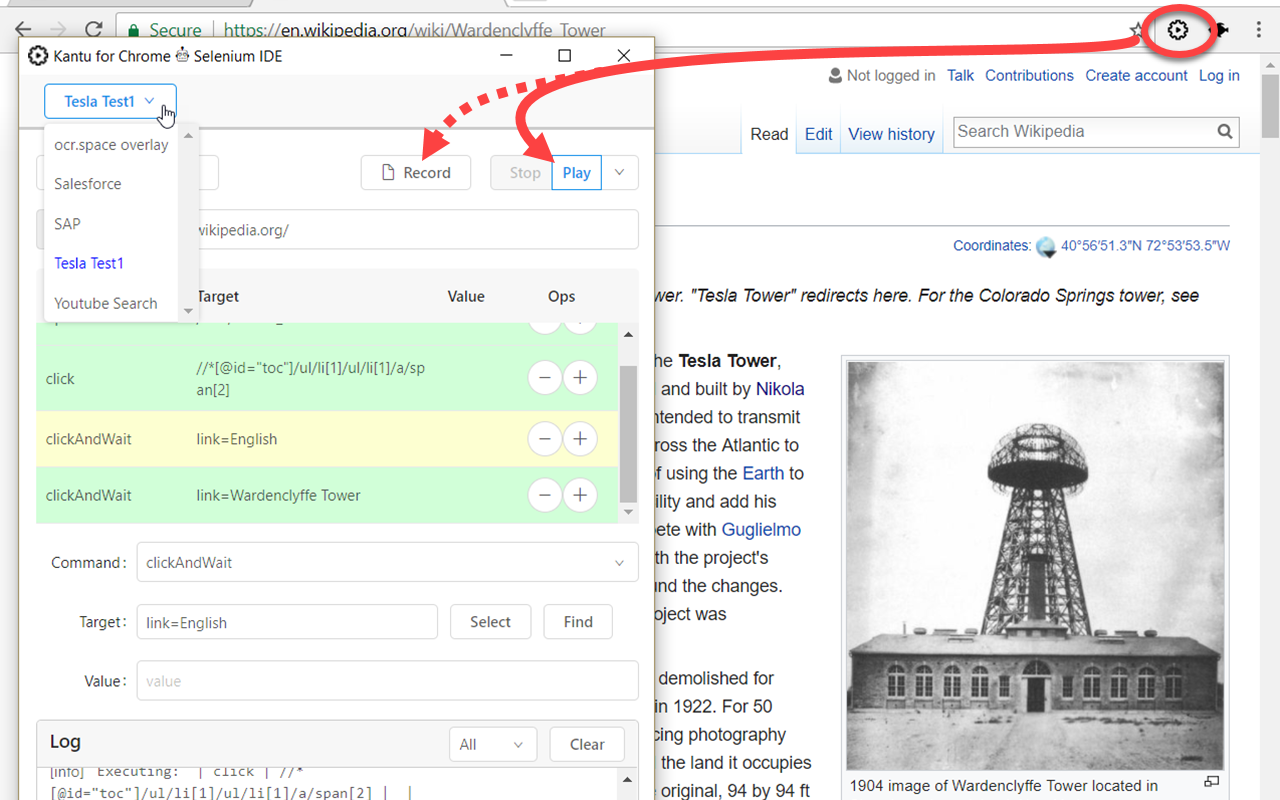 Secure https://en.wikipedia.org/wiki/Wardenclyffe_Tower
Kantu for Chrome Selenium IDE
Not logged in Talk Contributions Create account Log in
Tesla Test1
ocr.space overlay
Salesforce
SAP
Tesla Test1
Youtube Search
Read Edit View history
Search Wikipedia
Record
Stop Play
wikipedia.org/
Coordinates: 40°56′51.3″N 72°53′53.5″W
Target Value Ops
wer. "Tesla Tower" redirects here. For the Colorado Springs tower, see
click
//*[@id="toc"]/ul/li[1]/ul/li[1]/a/sp
an[2]
clickAndWait link=English
clickAndWait link=Wardenclyffe Tower
Command: clickAndWait
Target: link=English Select Find
Value: value
Log All Clear
[info] Executing: | click | //*
[@id="toc"]/ul/li[1]/ul/li[1]/a/span[2] | |
he Tesla Tower,
and built by Nikola
ntended to transmit
ross the Atlantic to
of using the Earth to
ility and add his
pete with Guglielmo
th the project's
und the changes.
oject was
demolished for
in 1922. For 50
cing photography
the land it occupies
original, 94 by 94 ft
1904 image of Wardenclyffe Tower located in